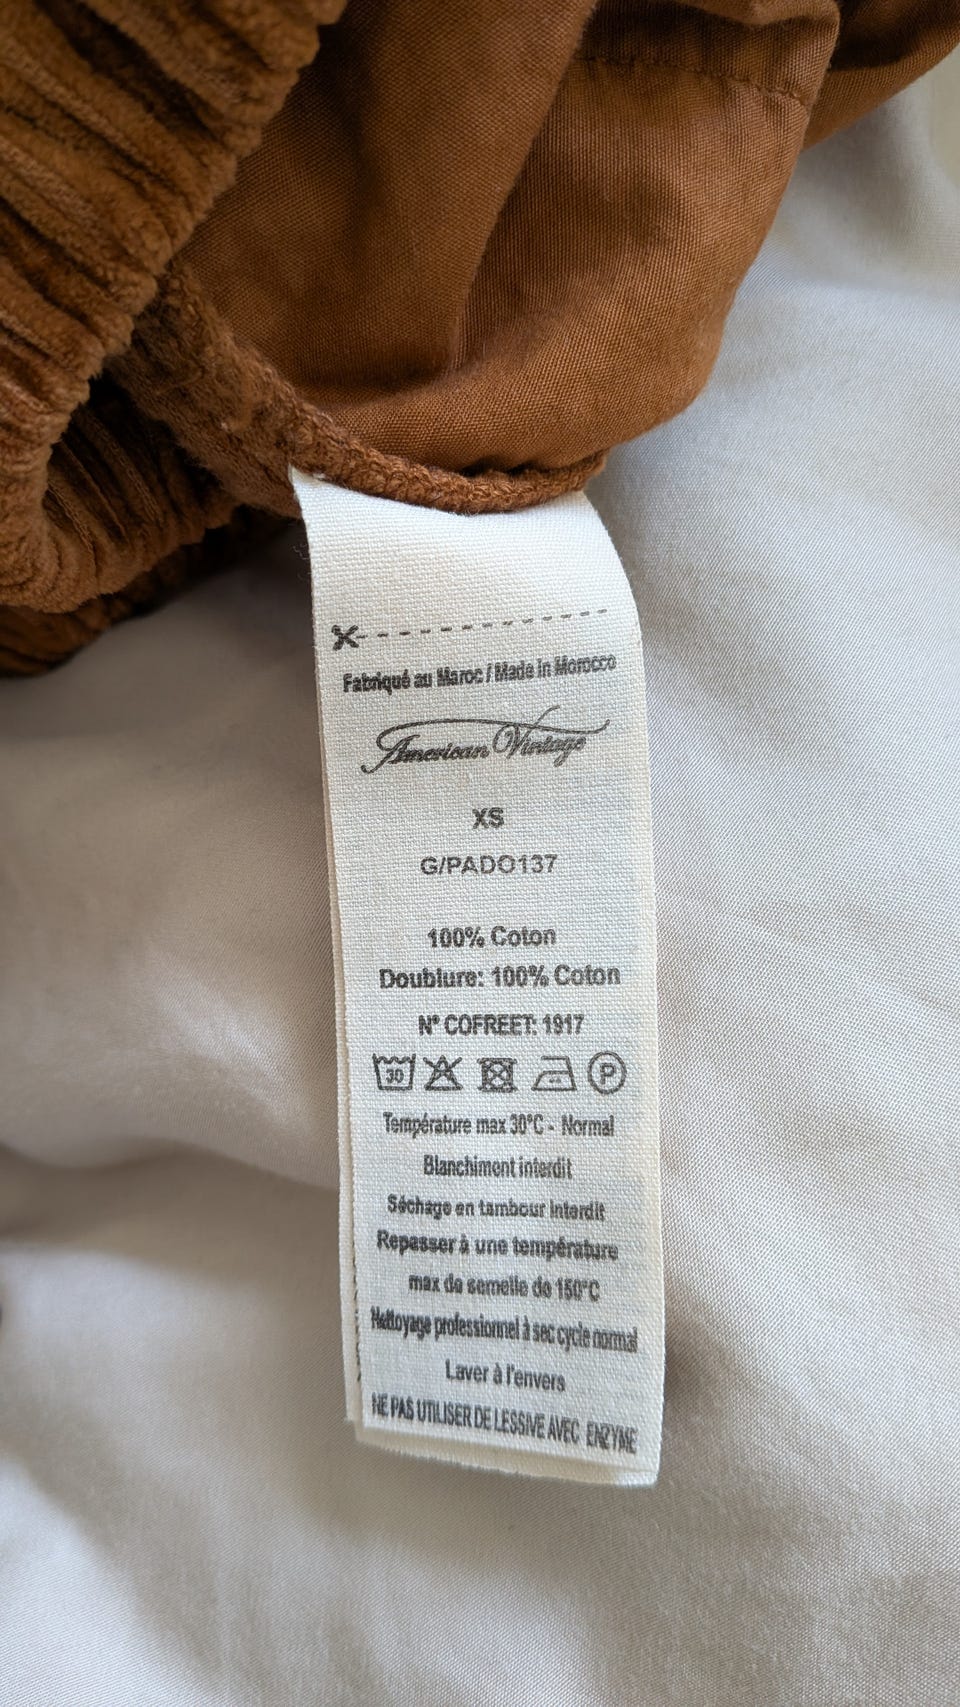 Fabriqué au Maroc / Made in Morocco
American Vintage
XS
G/PADO137
100% Coton
Doublure: 100% Coton
N° COFREET: 1917
30 P
Température max 30°C - Normal
Blanchiment interdit
Séchage en tambour interdit
Repasser à une température
max de semelle de 150°C
Nettoyage professionnel à sec cycle normal
Laver à l'envers
NE PAS UTILISER DE LESSIVE AVEC ENZYME